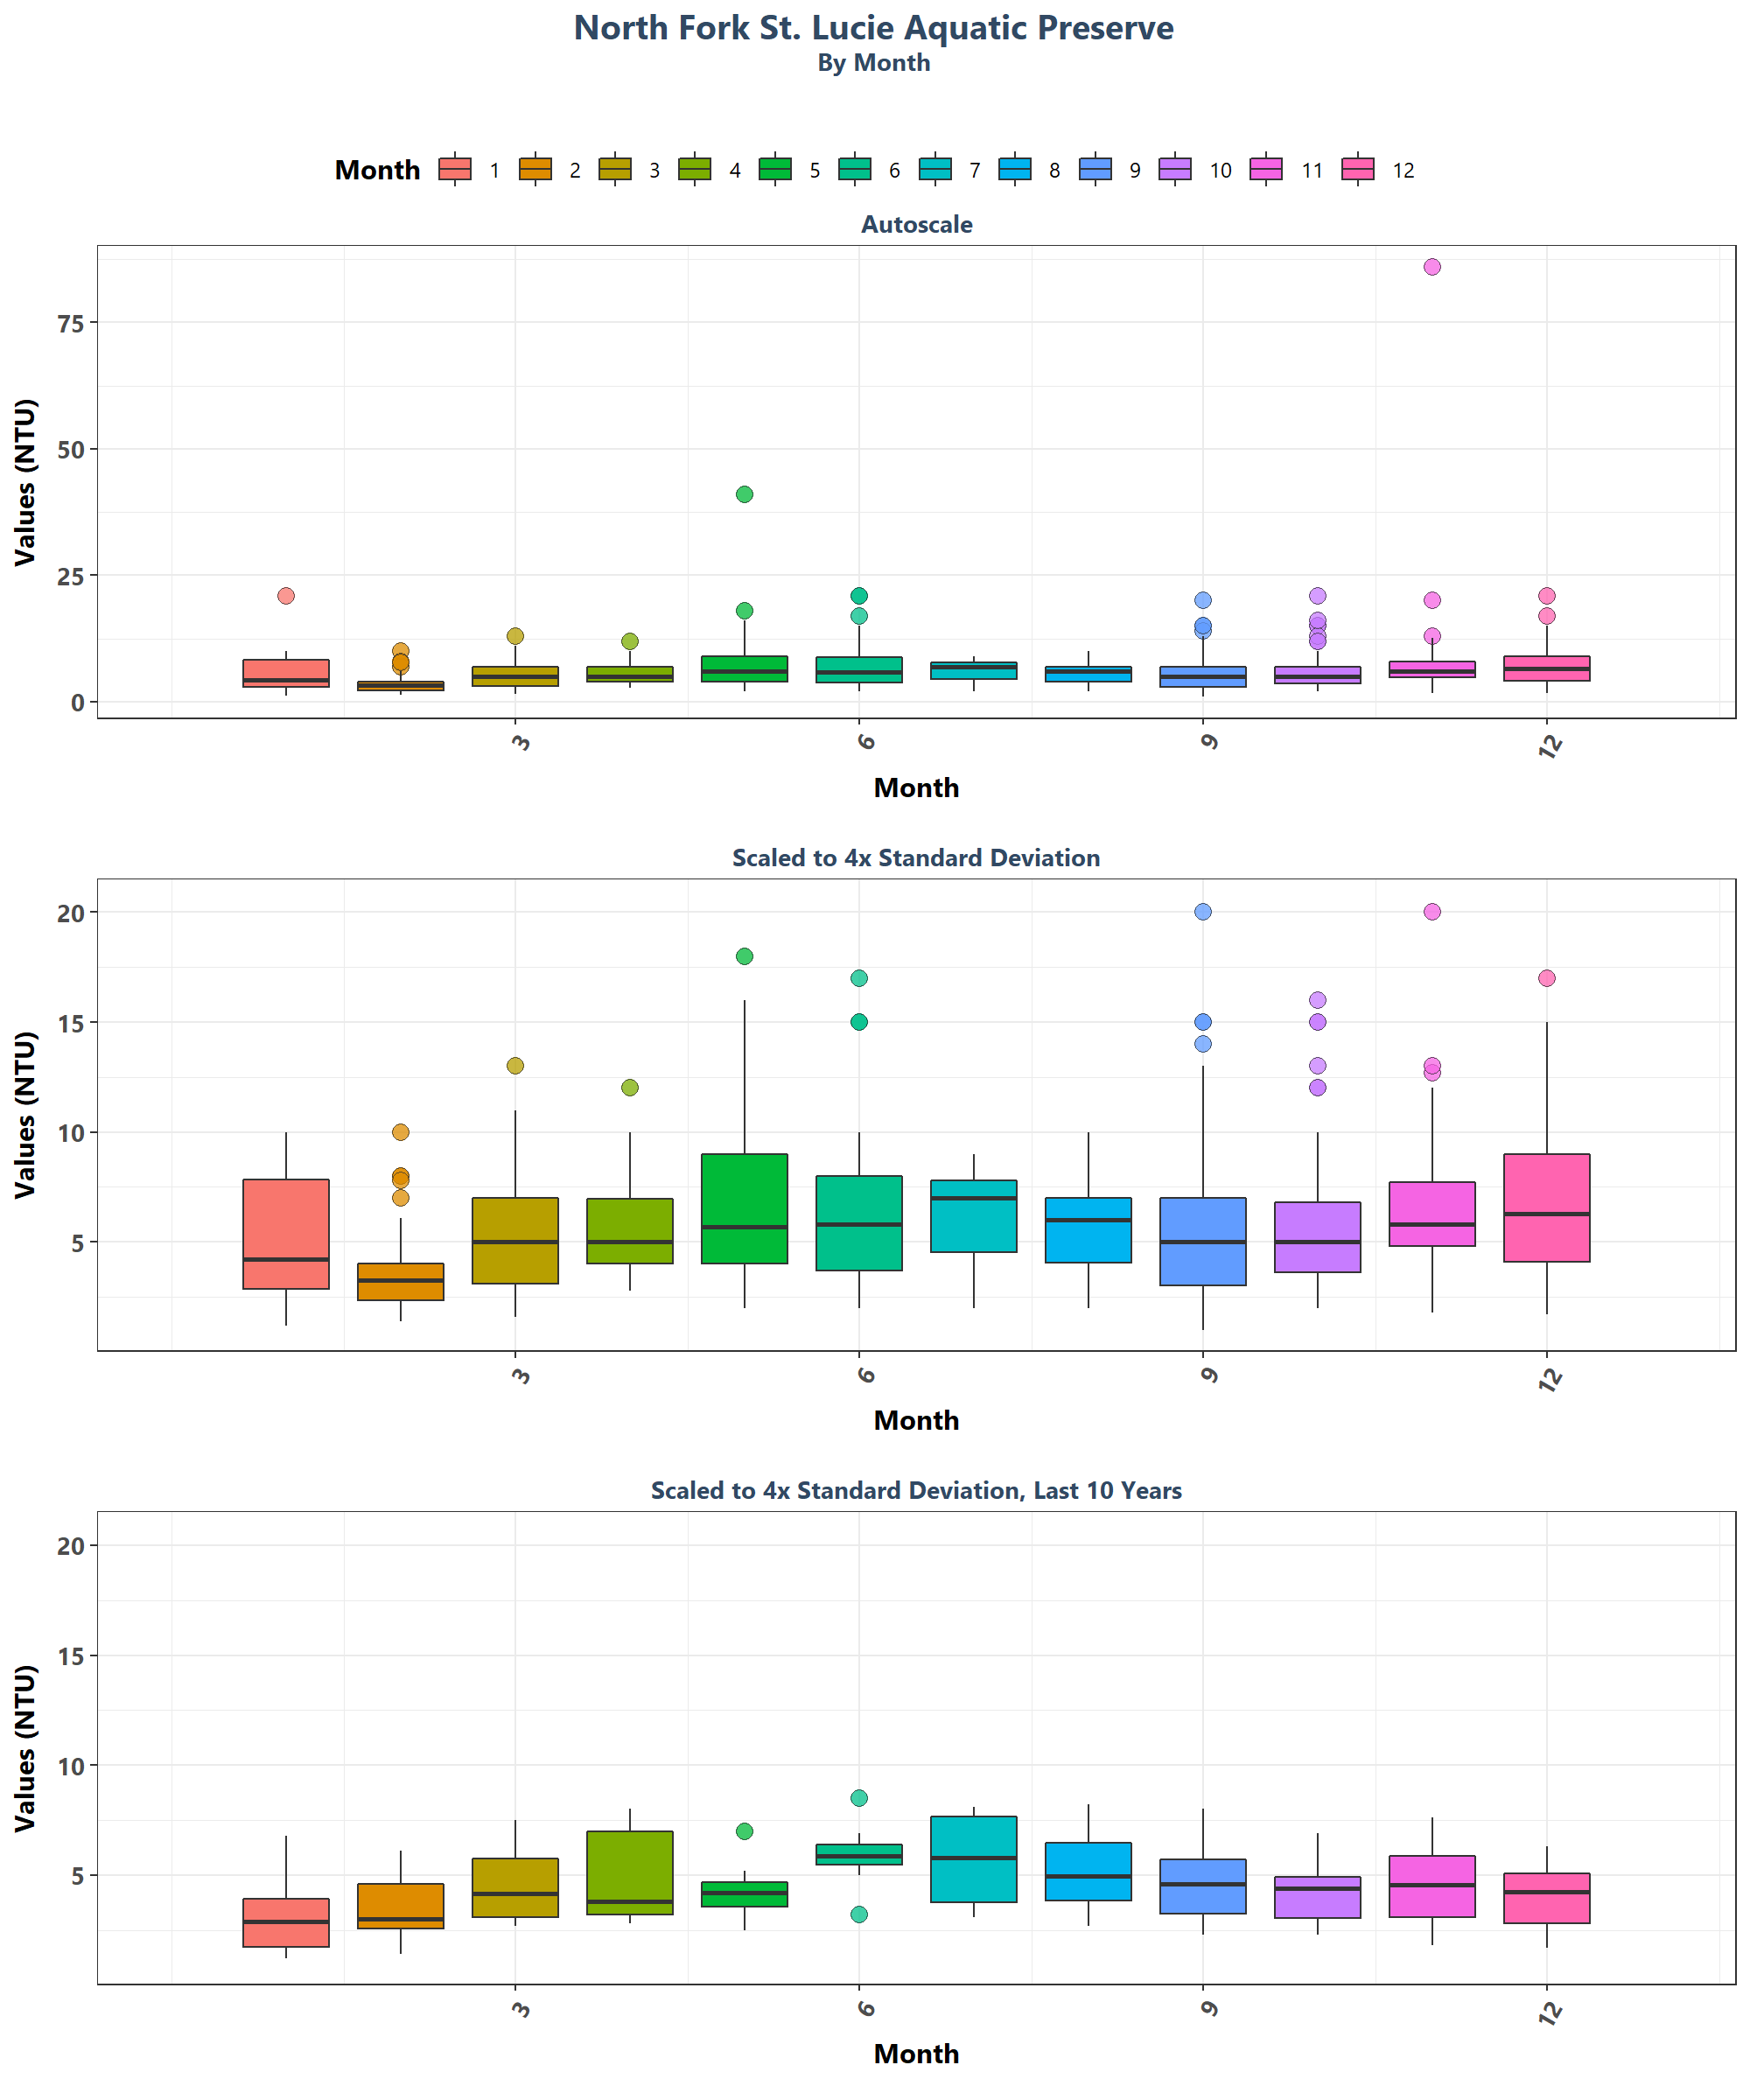 North Fork St. Lucie Aquatic Preserve
By Month
Month 1 2 3 4 5 6 7 8 9 10 11 12
Autoscale
Values (NTU)
75
50
25
0
3 6 9 12
Month
Scaled to 4x Standard Deviation
Values (NTU)
20
15
10
5
3 6 9 12
Month
Scaled to 4x Standard Deviation, Last 10 Years
Values (NTU)
20
15
10
5
3 6 9 12
Month